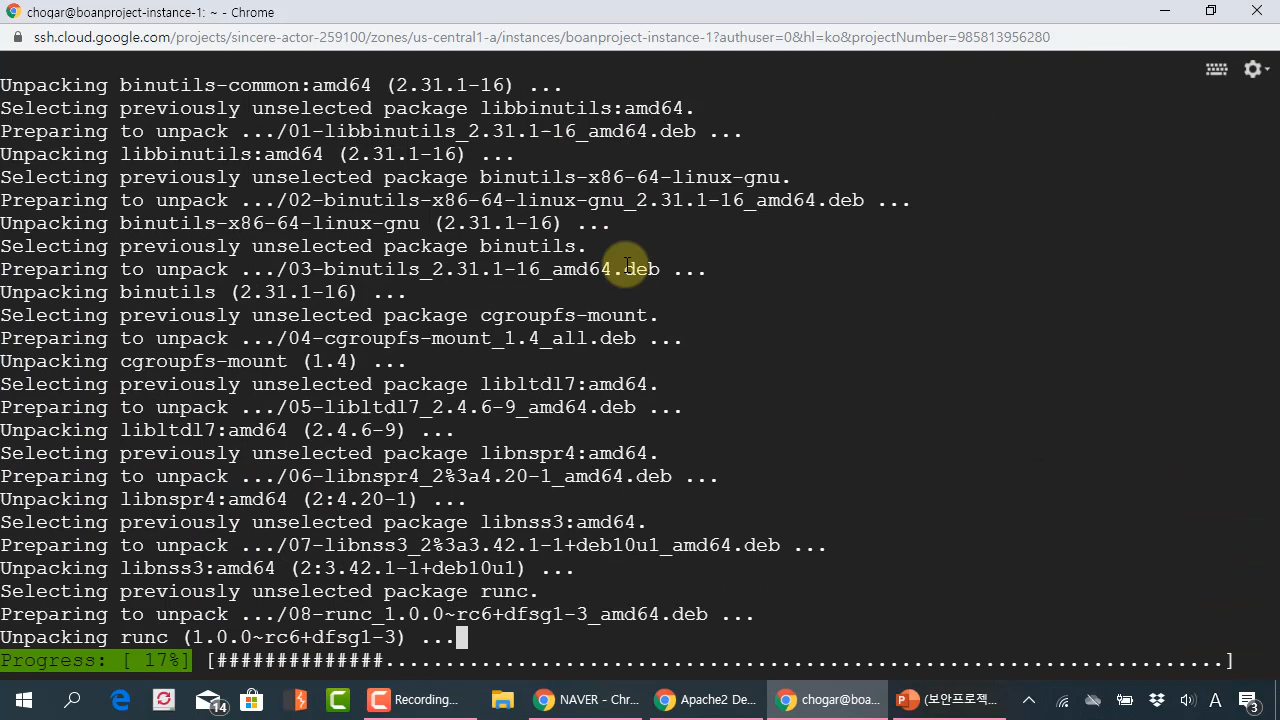 choqar@boanproject-instance-1: ~ - Chrome
ssh.cloud.google.com/projects/sincere-actor-259100/zones/us-central1-a/instances/boanproject-instance-1?authuser=0&hl=ko&projectNumber=985813956280
Unpacking binutils-common:amd64 (2.31.1-16) ...
Selecting previously unselected package libbinutils:amd64.
Preparing to unpack .../01-libbinutils_2.31.1-16_amd64.deb ...
Unpacking libbinutils:amd64 (2.31.1-16) ...
Selecting previously unselected package binutils-x86-64-linux-gnu.
Preparing to unpack .../02-binutils-x86-64-linux-gnu_2.31.1-16_amd64.deb ...
Unpacking binutils-x86-64-linux-gnu (2.31.1-16) ...
Selecting previously unselected package binutils.
Preparing to unpack .../03-binutils_2.31.1-16_amd64.deb ...
Unpacking binutils (2.31.1-16) ...
Selecting previously unselected package cgroupfs-mount.
Preparing to unpack .../04-cgroupfs-mount_1.4_all.deb ...
Unpacking cgroupfs-mount (1.4) ...
Selecting previously unselected package libltdl7:amd64.
Preparing to unpack .../05-libltdl7_2.4.6-9_amd64.deb ...
Unpacking libltdl7:amd64 (2.4.6-9) ...
Selecting previously unselected package libnspr4:amd64.
Preparing to unpack .../06-libnspr4_2%3a4.20-1_amd64.deb ...
Unpacking libnspr4:amd64 (2:4.20-1) ...
Selecting previously unselected package libnss3:amd64.
Preparing to unpack .../07-libnss3_2%3a3.42.1-1+deb10u1_amd64.deb ...
Unpacking libnss3:amd64 (2:3.42.1-1+deb10u1) ...
Selecting previously unselected package runc.
Preparing to unpack .../08-runc_1.0.0~rc6+dfsg1-3_amd64.deb ...
Unpacking runc (1.0.0~rc6+dfsg1-3) ...
Progress: [ 17%] [##############......................................................................]
14 Recording... NAVER - Chr... Apache2 De... choqar@boa... (보안프로젝... A 3